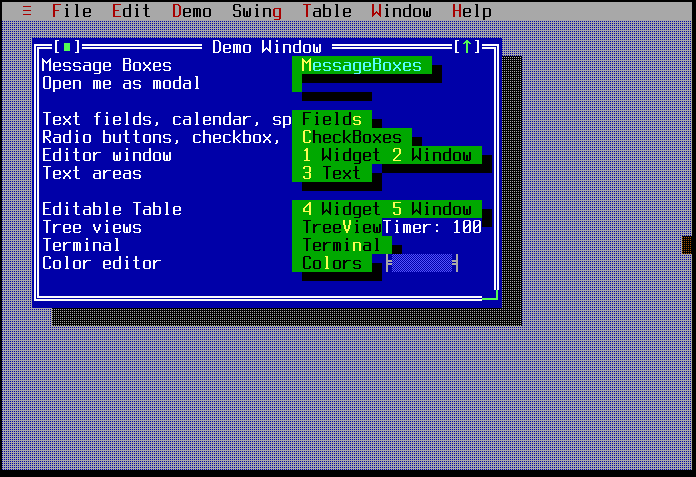 ≡ File Edit Demo Swing Table Window Help
[■] Demo Window [↑]
Message Boxes MessageBoxes
Open me as modal
Text fields, calendar, sp Fields
Radio buttons, checkbox, CheckBoxes
Editor window 1 Widget 2 Window
Text areas 3 Text
Editable Table 4 Widget 5 Window
Tree views TreeView Timer: 100
Terminal Terminal
Color editor Colors